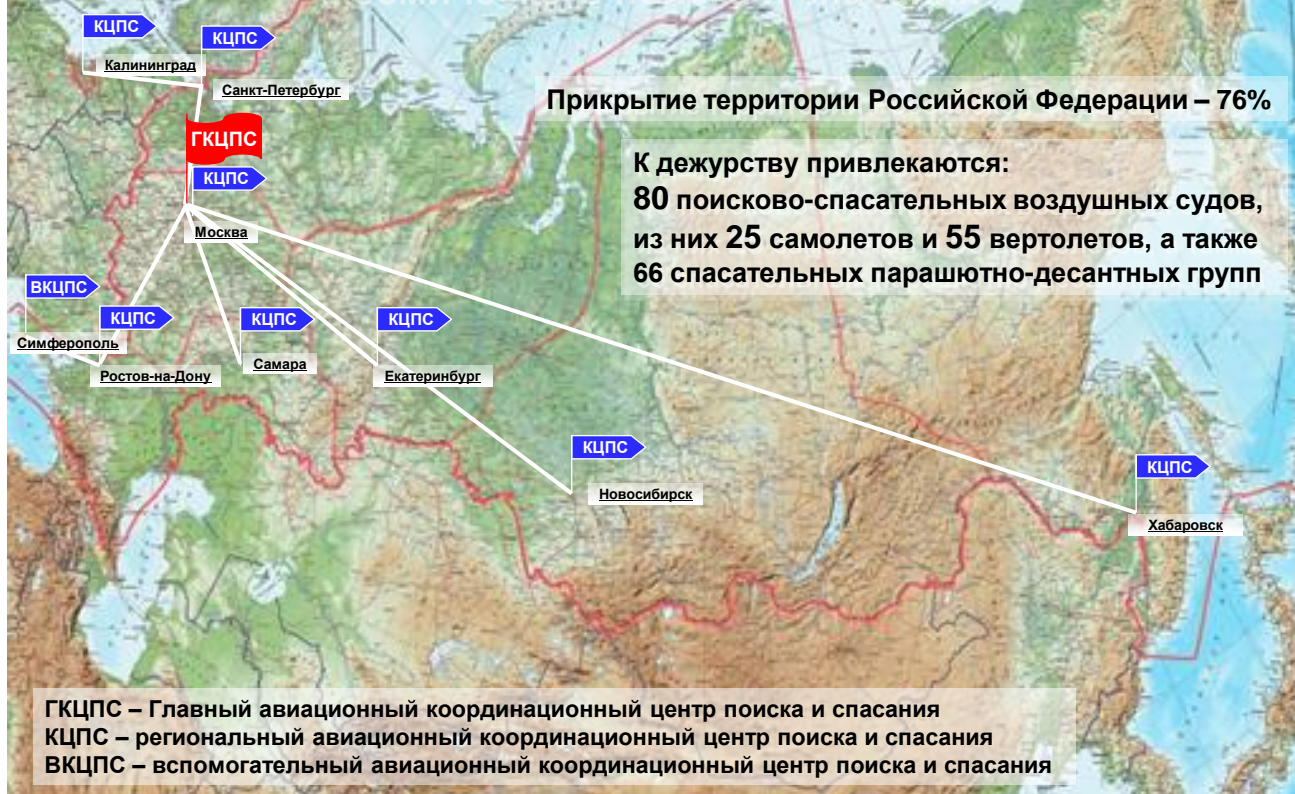 КЦПС
КЦПС
Калининград
Санкт-Петербург
Прикрытие территории Российской Федерации – 76%
ГКЦПС
КЦПС
К дежурству привлекаются:
80 поисково-спасательных воздушных судов,
из них 25 самолетов и 55 вертолетов, а также
66 спасательных парашютно-десантных групп
Москва
ВКЦПС
КЦПС
КЦПС
КЦПС
Симферополь
Ростов-на-Дону
Самара
Екатеринбург
КЦПС
КЦПС
Новосибирск
Хабаровск
ГКЦПС – Главный авиационный координационный центр поиска и спасания
КЦПС – региональный авиационный координационный центр поиска и спасания
ВКЦПС – вспомогательный авиационный координационный центр поиска и спасания